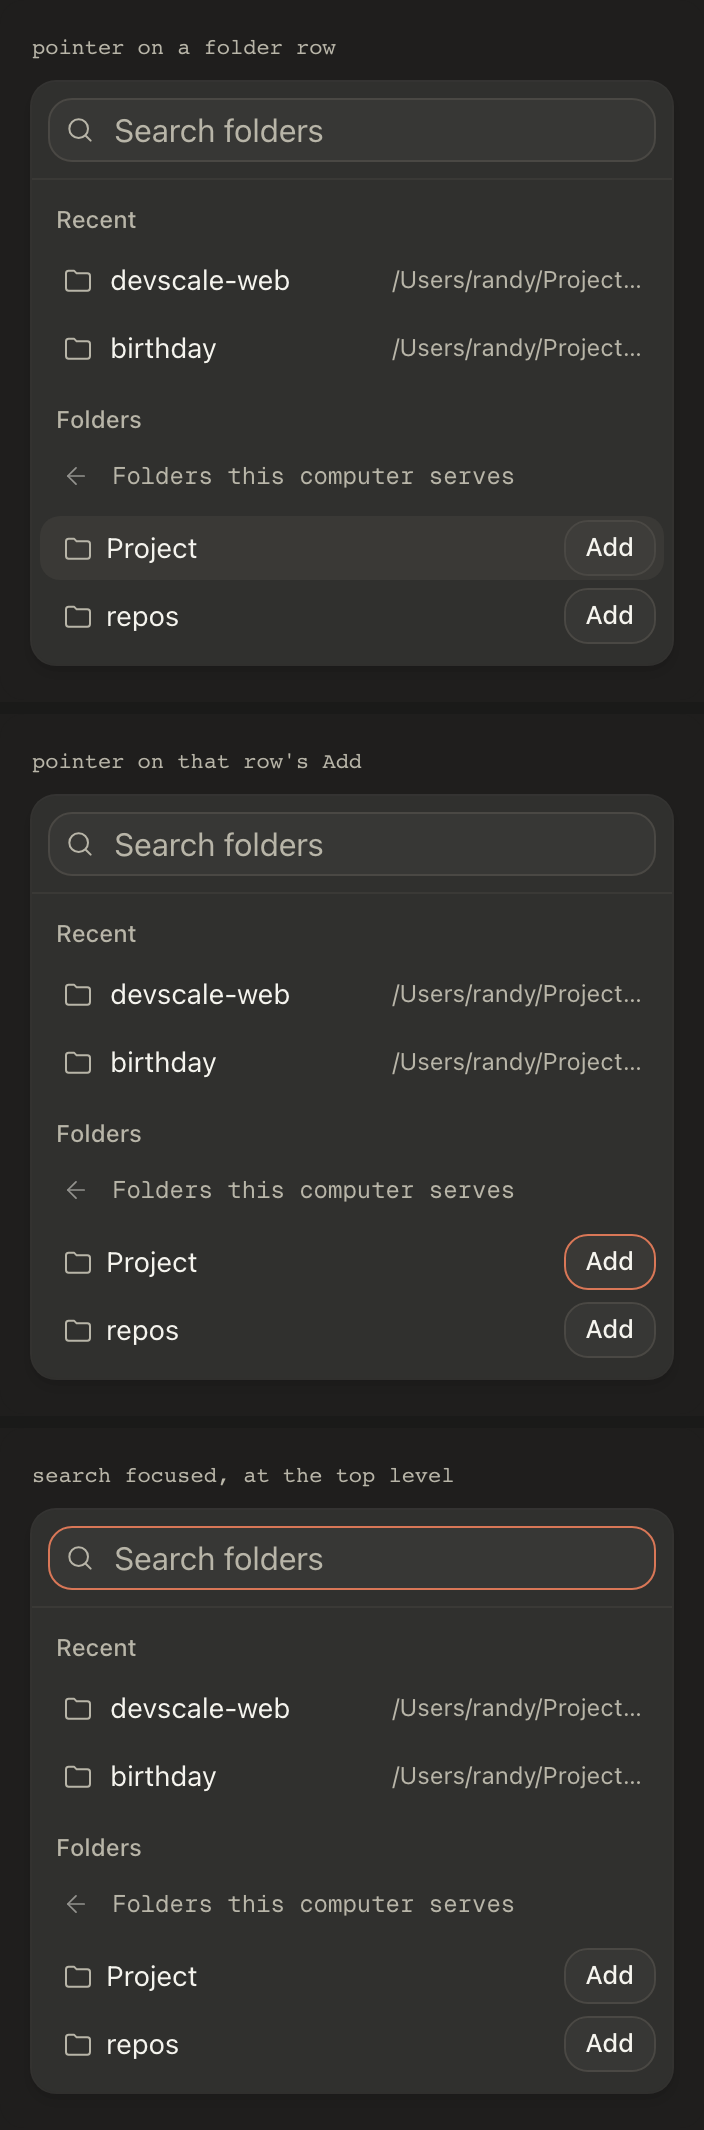 pointer on a folder row
Search folders
Recent
devscale-web /Users/randy/Project...
birthday /Users/randy/Project...
Folders
Folders this computer serves
Project Add
repos Add
pointer on that row's Add
Search folders
Recent
devscale-web /Users/randy/Project...
birthday /Users/randy/Project...
Folders
Folders this computer serves
Project Add
repos Add
search focused, at the top level
Search folders
Recent
devscale-web /Users/randy/Project...
birthday /Users/randy/Project...
Folders
Folders this computer serves
Project Add
repos Add